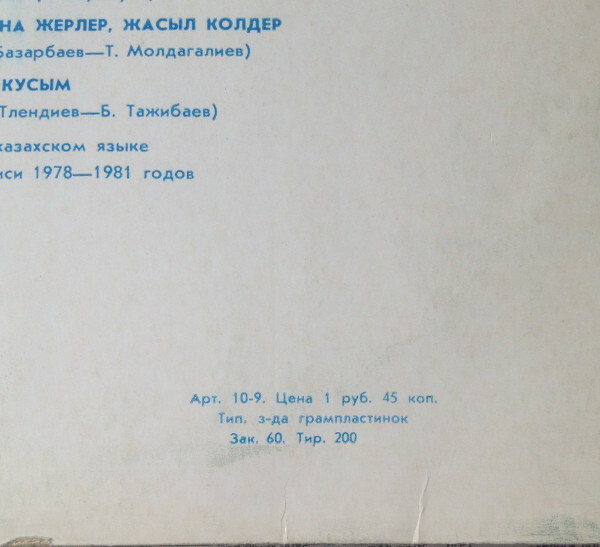 НА ЖЕРЛЕР, ЖАСЫЛ КОЛДЕР
Базарбаев—Т. Молдагалиев)
КУСЫМ
Тлендиев—Б. Тажибаев)
казахском языке
иси 1978—1981 годов
Арт. 10-9. Цена 1 руб. 45 коп.
Тип. з-да грампластинок
Зак. 60. Тир. 200